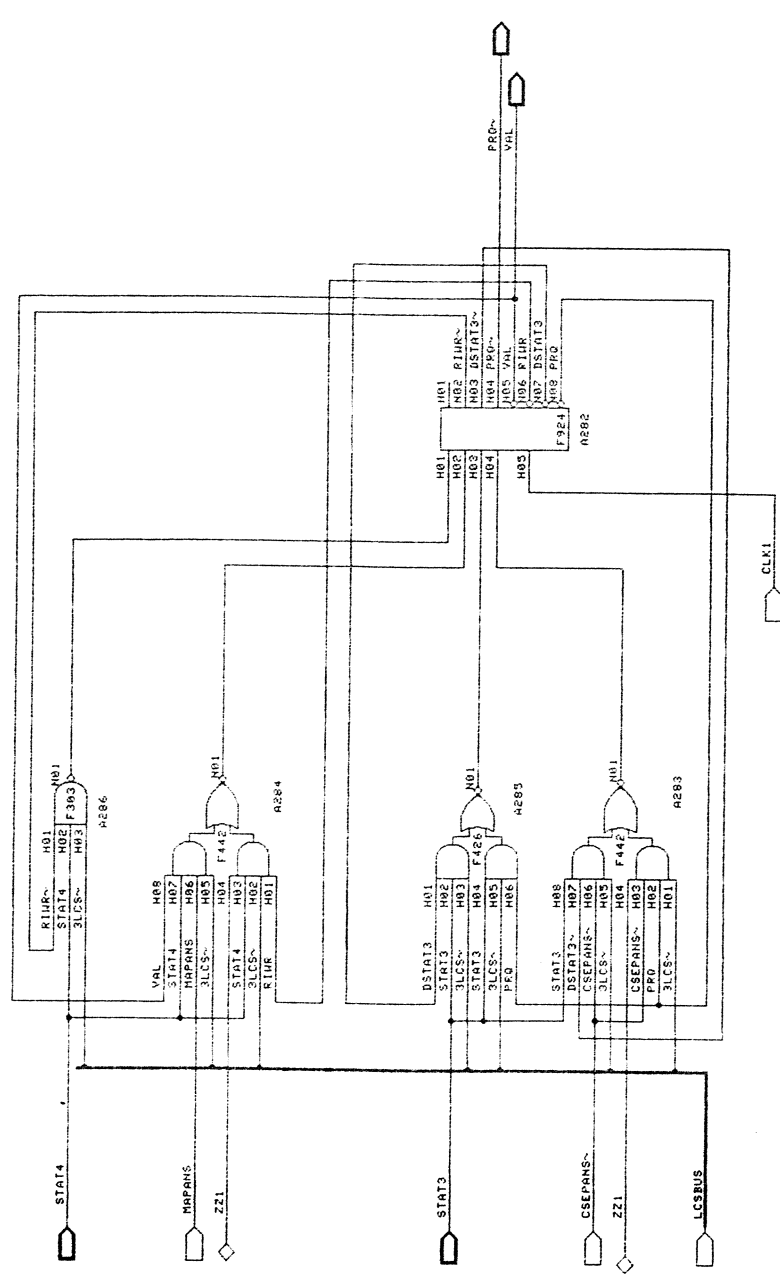 PRQ~
VAL
H01
H02 RIWR~
H03 DSTAT3~
H04 PRQ~
H05 VAL
H06 RIWR
H07 DSTAT3
H08 PRQ
F924
A282
H01
H02
H03
H04
H05
CLK1
N01
F303
A286
RIWR~ H01
STAT4 H02
3LCS~ H03
N01
F442
A284
VAL H08
STAT4 H07
MAPANS H06
3LCS~ H05
H04
STAT4 H03
3LCS~ H02
RIWR H01
N01
F426
A285
DSTAT3 H01
STAT3 H02
3LCS~ H03
STAT3 H04
3LCS~ H05
PRQ H06
N01
F442
A283
STAT3 H08
DSTAT3~ H07
CSEPANS~ H06
3LCS~ H05
H04
CSEPANS~ H03
PRQ H02
3LCS~ H01
STAT4
MAPANS
ZZ1
STAT3
CSEPANS~
ZZ1
LCSBUS